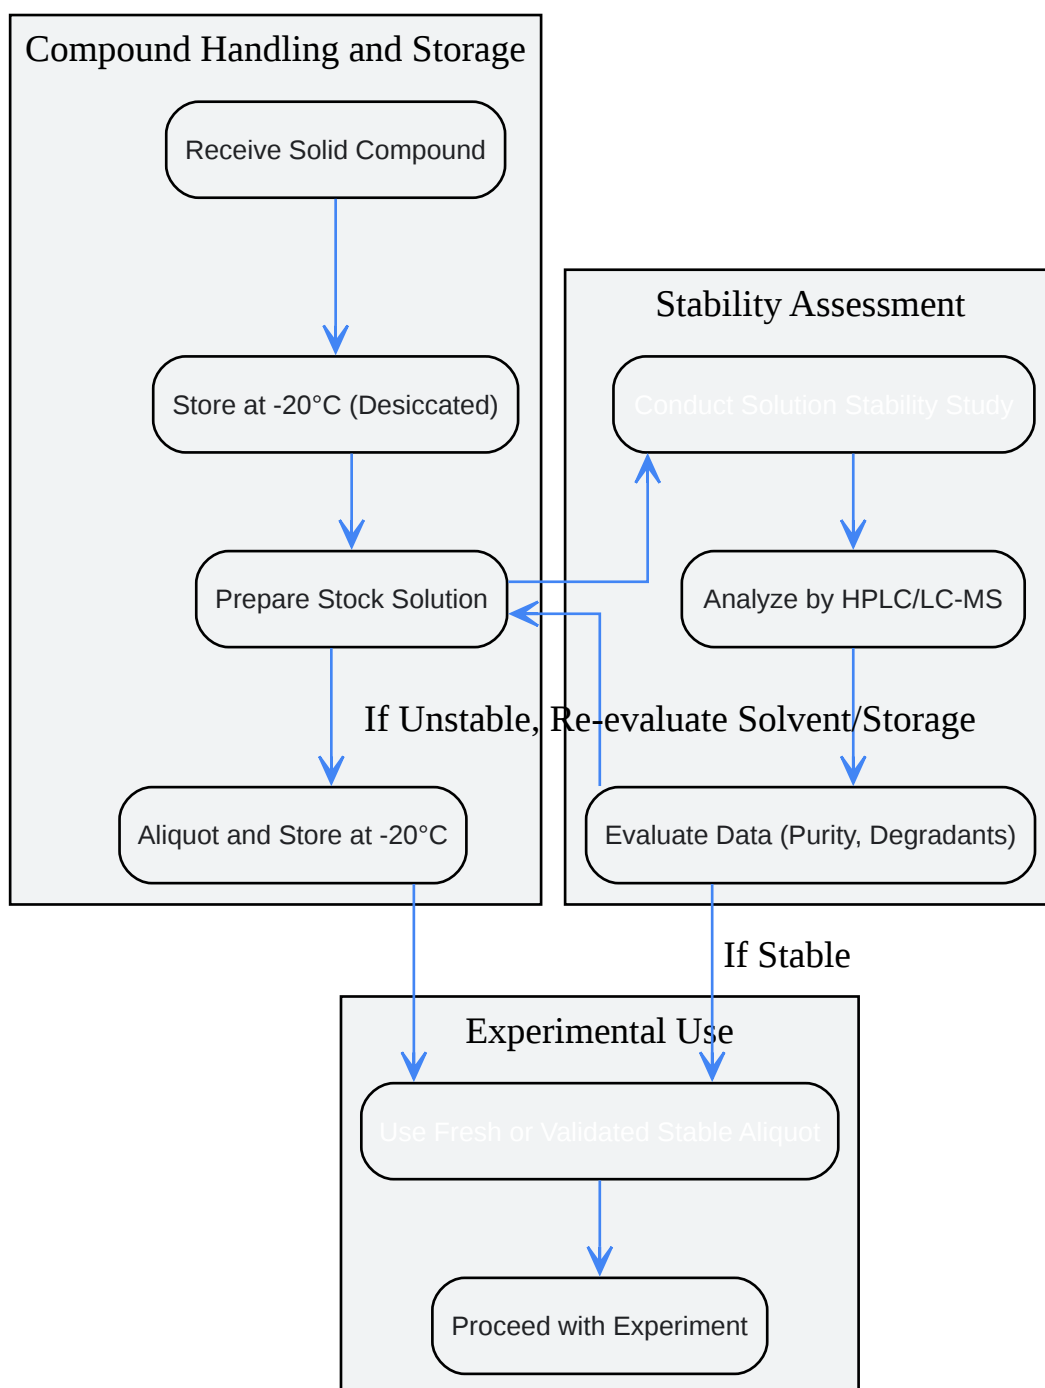 Compound Handling and Storage
Receive Solid Compound
Store at -20°C (Desiccated)
Prepare Stock Solution
Aliquot and Store at -20°C
Stability Assessment
Conduct Solution Stability Study
Analyze by HPLC/LC-MS
If Unstable, Re-evaluate Solvent/Storage
Evaluate Data (Purity, Degradants)
If Stable
Experimental Use
Use Fresh or Validated Stable Aliquot
Proceed with Experiment